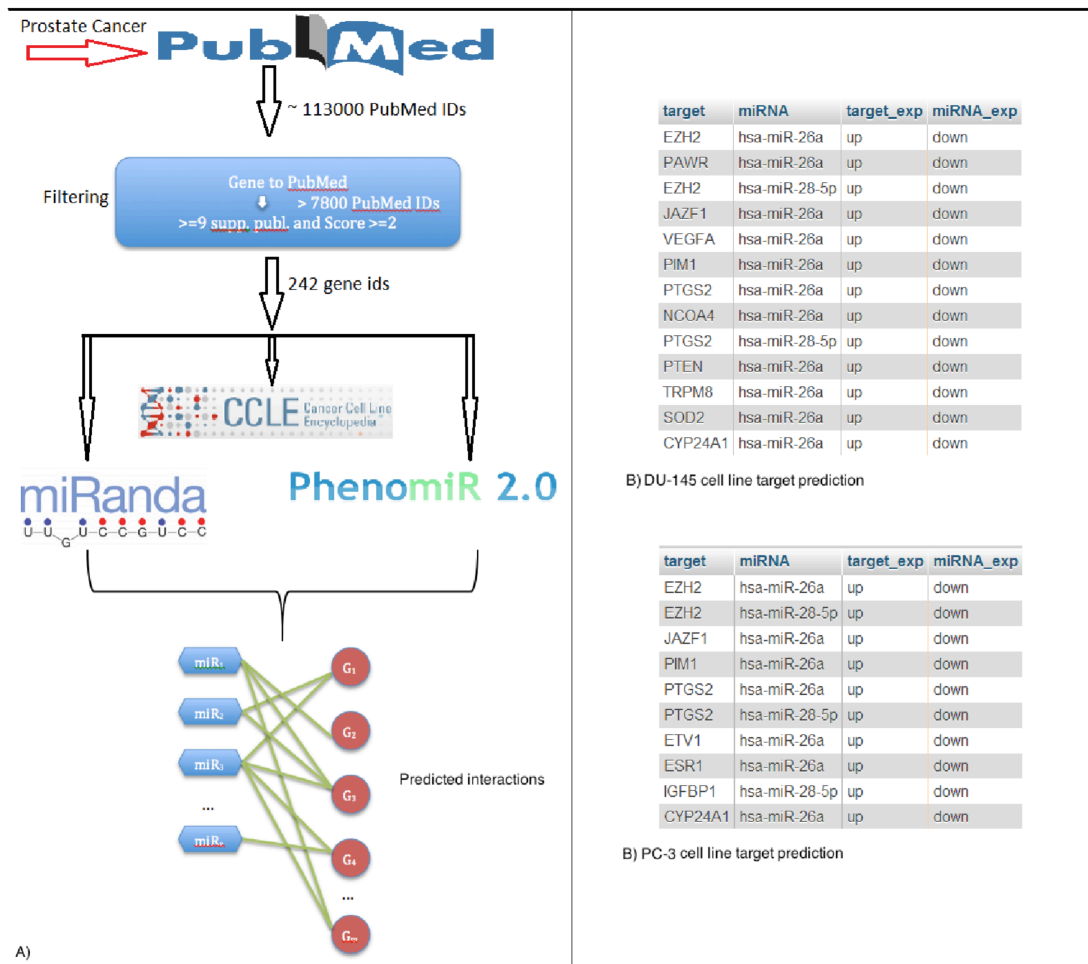 Prostate Cancer
PubMed
~ 113000 PubMed IDs
Filtering
Gene to PubMed
> 7800 PubMed IDs
>=9 supp. publ. and Score >=2
242 gene ids
CCLE Cancer Cell Line Encyclopedia
miRanda
U U G U C C G U C C
PhenomiR 2.0
miR₁
G₁
miR₂
G₂
miR₃
G₃
Predicted interactions
...
miRₙ
G₄
...
Gₘ
A)
target miRNA target_exp miRNA_exp
EZH2 hsa-miR-26a up down
PAWR hsa-miR-26a up down
EZH2 hsa-miR-28-5p up down
JAZF1 hsa-miR-26a up down
VEGFA hsa-miR-26a up down
PIM1 hsa-miR-26a up down
PTGS2 hsa-miR-26a up down
NCOA4 hsa-miR-26a up down
PTGS2 hsa-miR-28-5p up down
PTEN hsa-miR-26a up down
TRPM8 hsa-miR-26a up down
SOD2 hsa-miR-26a up down
CYP24A1 hsa-miR-26a up down
B) DU-145 cell line target prediction
target miRNA target_exp miRNA_exp
EZH2 hsa-miR-26a up down
EZH2 hsa-miR-28-5p up down
JAZF1 hsa-miR-26a up down
PIM1 hsa-miR-26a up down
PTGS2 hsa-miR-26a up down
PTGS2 hsa-miR-28-5p up down
ETV1 hsa-miR-26a up down
ESR1 hsa-miR-26a up down
IGFBP1 hsa-miR-28-5p up down
CYP24A1 hsa-miR-26a up down
B) PC-3 cell line target prediction